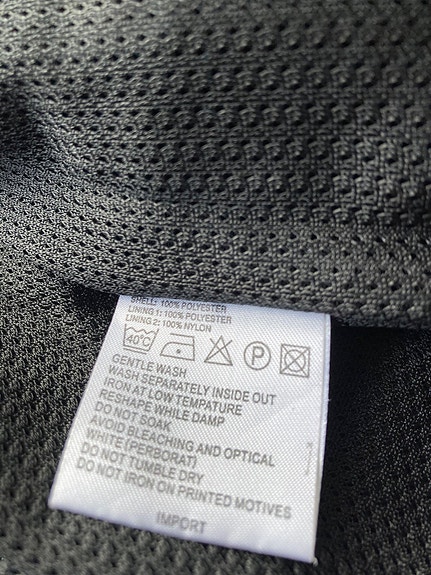 SHELL: 100% POLYESTER
LINING 1: 100% POLYESTER
LINING 2: 100% NYLON
40°C P
GENTLE WASH
WASH SEPARATELY INSIDE OUT
IRON AT LOW TEMPATURE
RESHAPE WHILE DAMP
DO NOT SOAK
AVOID BLEACHING AND OPTICAL
WHITE (PERBORAT)
DO NOT TUMBLE DRY
DO NOT IRON ON PRINTED MOTIVES
IMPORT